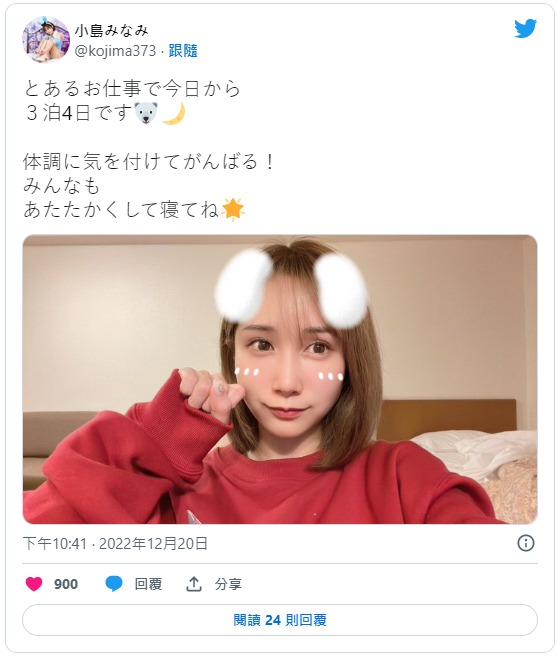 小島みなみ
@kojima373 · 跟隨
とあるお仕事で今日から
３泊4日です🐻‍❄️🌙
体調に気を付けてがんばる！
みんなも
あたたかくして寝てね🌟
下午10:41 · 2022年12月20日
900 回覆 分享
閱讀 24 則回覆